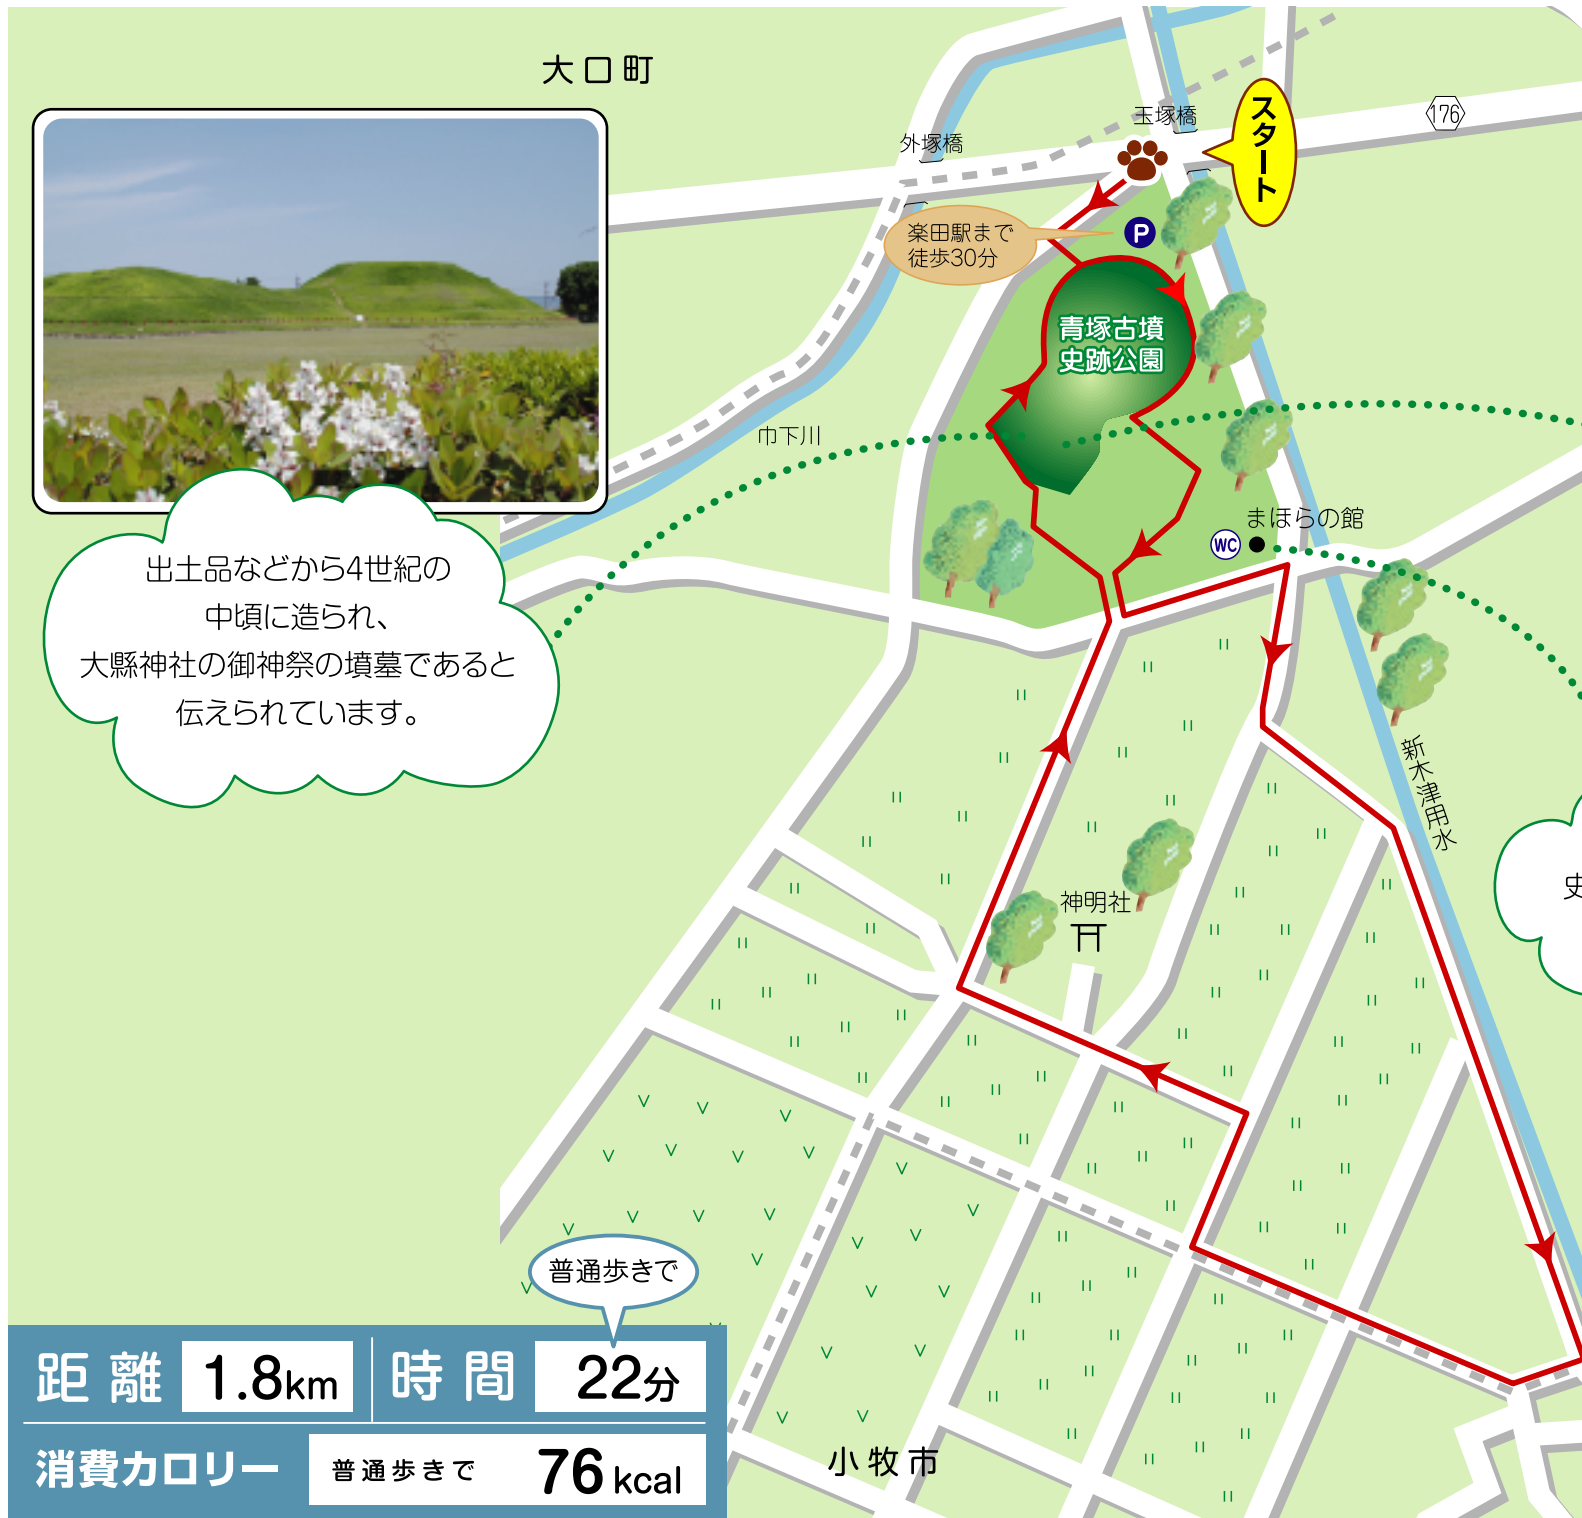 大口町
玉塚橋
外塚橋
スタート
176
楽田駅まで
徒歩30分
P
青塚古墳
史跡公園
巾下川
まほらの館
WC
出土品などから4世紀の
中頃に造られ、
大縣神社の御神祭の墳墓であると
伝えられています。
新木津用水
史
神明社
普通歩きで
距離 1.8km 時間 22分
消費カロリー 普通歩きで 76kcal
小牧市